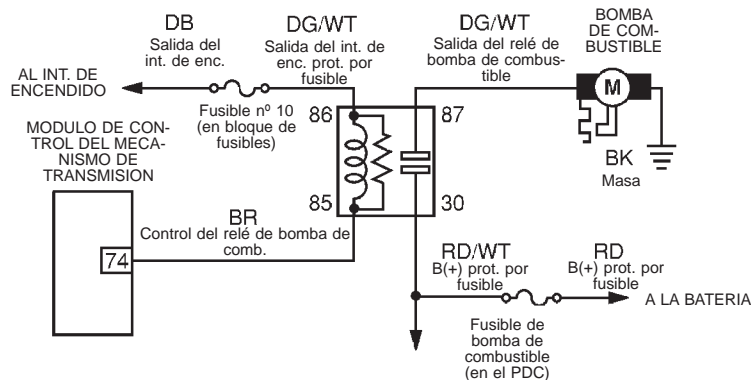 DB
Salida del
int. de enc.
DG/WT
Salida del int. de
enc. prot. por
fusible
DG/WT
Salida del relé de
bomba de combus-
tible
BOMBA
DE COM-
BUSTIBLE
M
AL INT. DE
ENCENDIDO
Fusible nº 10
(en bloque de
fusibles)
86
87
BK
Masa
MODULO DE CON-
TROL DEL MECA-
NISMO DE
TRANSMISION
85
30
BR
Control del relé de bomba de
comb.
74
RD/WT
B(+) prot. por
fusible
RD
B(+) prot. por
fusible
A LA BATERIA
Fusible de
bomba de
combustible
(en el PDC)